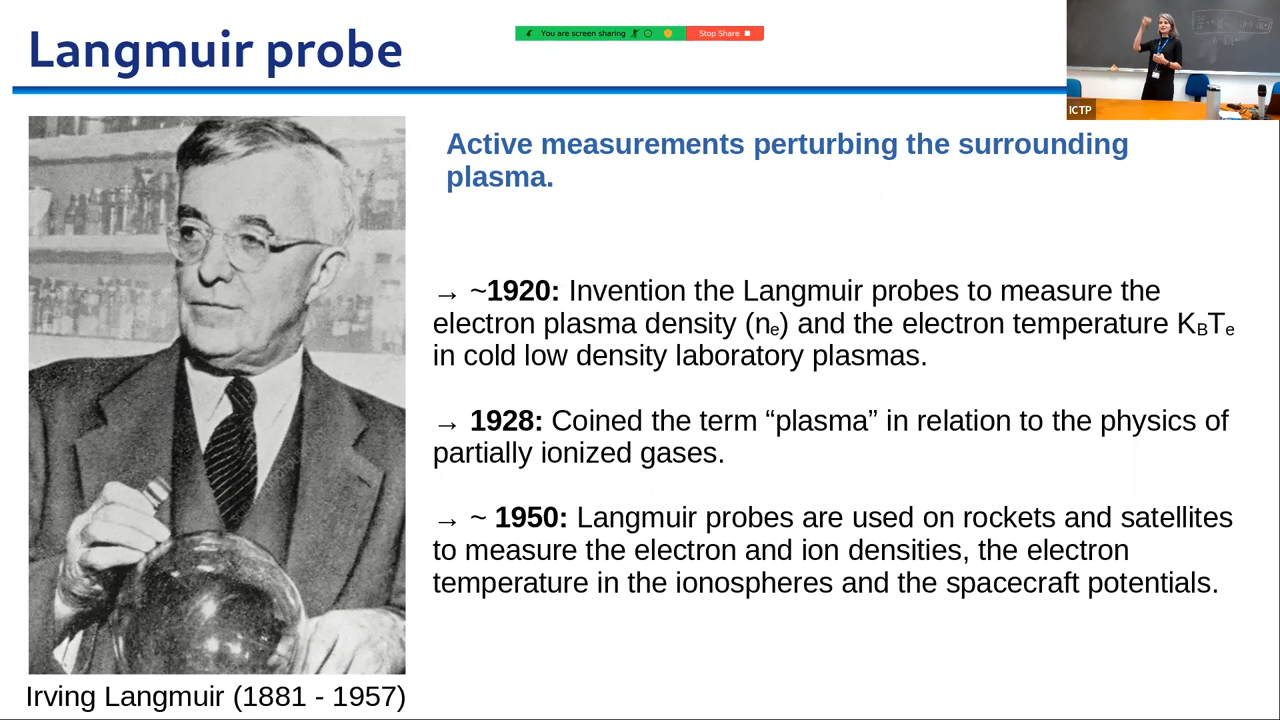 Langmuir probe
You are screen sharing
Stop Share
ICTP
Active measurements perturbing the surrounding
plasma.
→ ~1920: Invention the Langmuir probes to measure the
electron plasma density (nₑ) and the electron temperature K_BTₑ
in cold low density laboratory plasmas.
→ 1928: Coined the term “plasma” in relation to the physics of
partially ionized gases.
→ ~ 1950: Langmuir probes are used on rockets and satellites
to measure the electron and ion densities, the electron
temperature in the ionospheres and the spacecraft potentials.
Irving Langmuir (1881 - 1957)